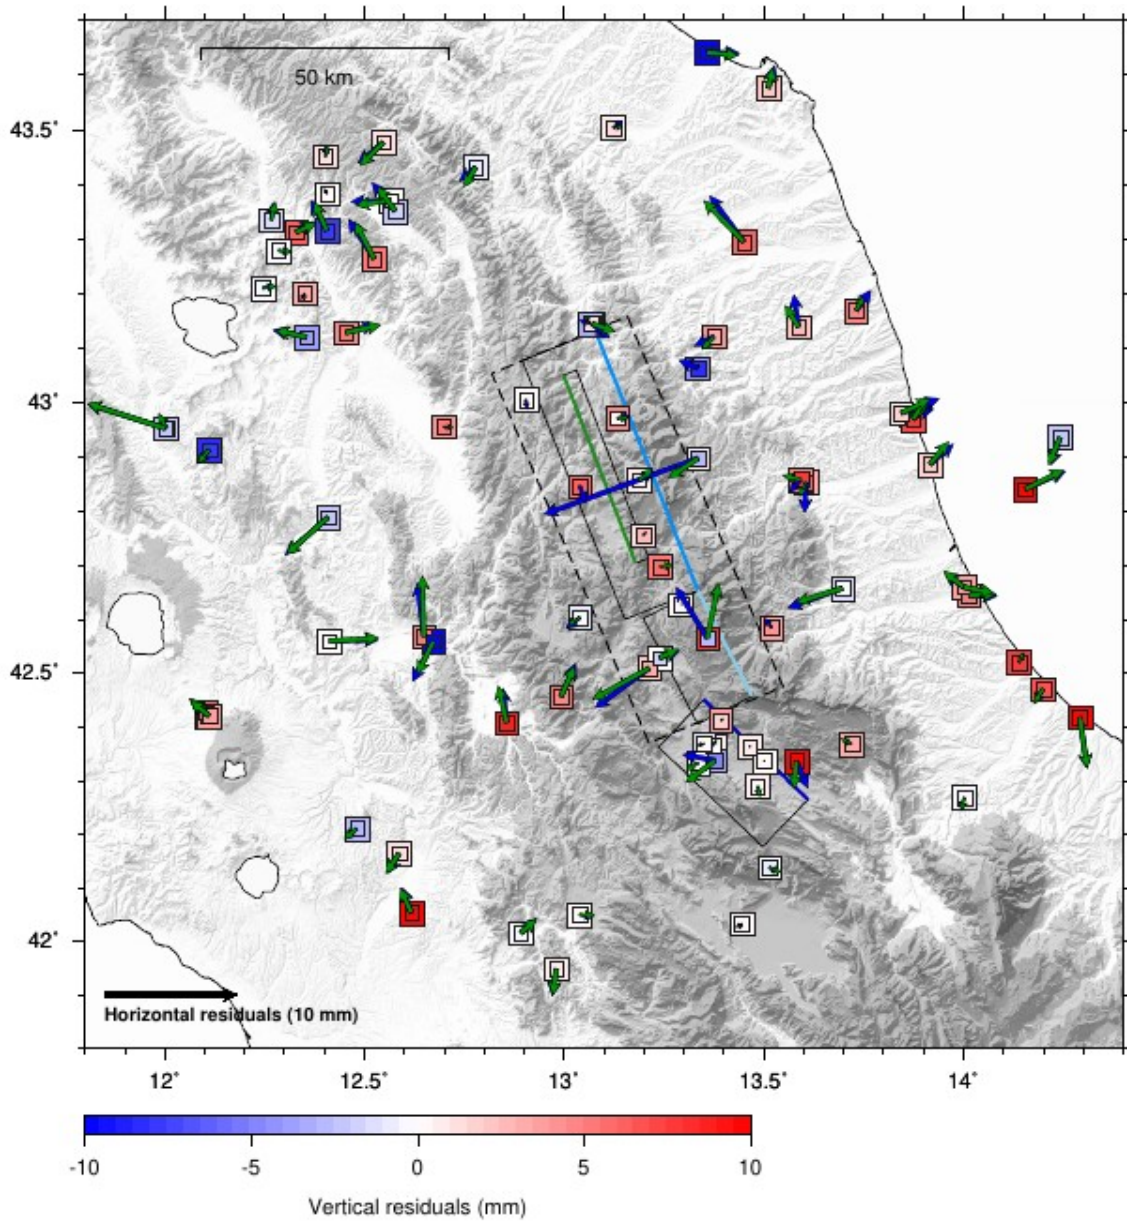 50 km
43.5˚
43˚
42.5˚
42˚
Horizontal residuals (10 mm)
12˚ 12.5˚ 13˚ 13.5˚ 14˚
-10 -5 0 5 10
Vertical residuals (mm)